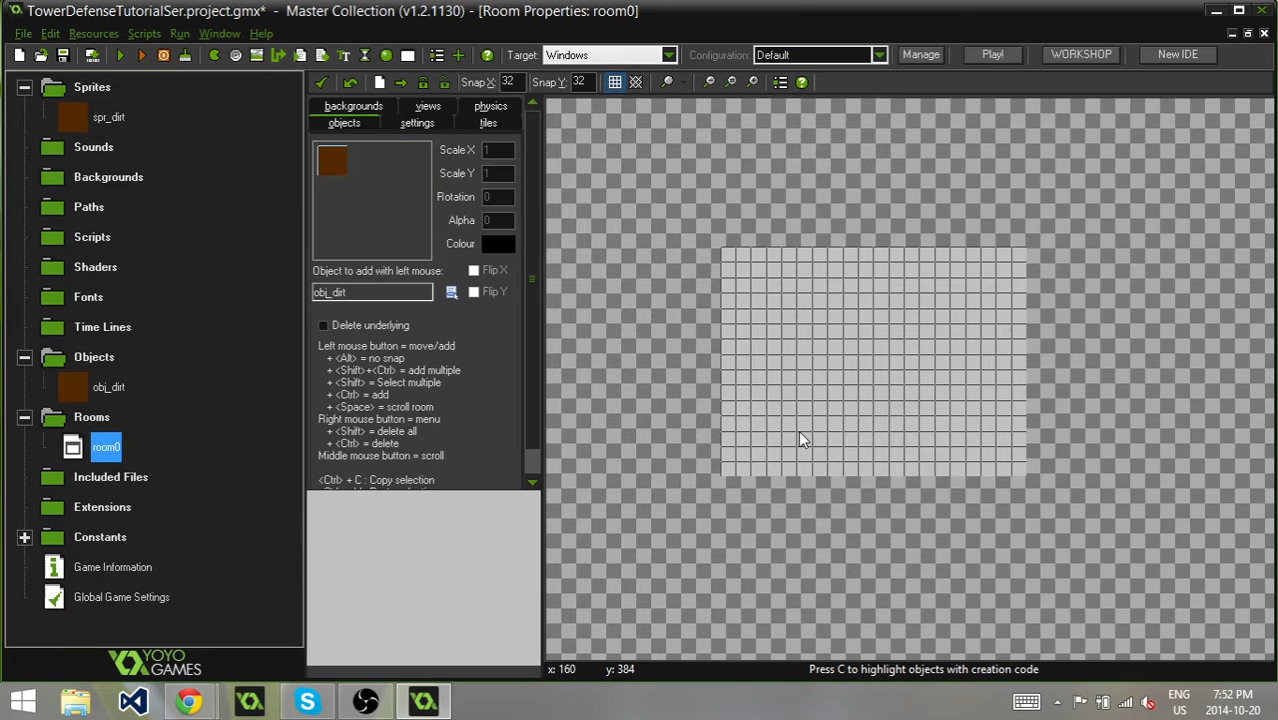 TowerDefenseTutorialSer.project.gmx* - Master Collection (v1.2.1130) - [Room Properties: room0]
File Edit Resources Scripts Run Window Help
Target: Windows Configuration: Default Manage Play! WORKSHOP New IDE
Snap X: 32 Snap Y: 32
Sprites
spr_dirt
Sounds
Backgrounds
Paths
Scripts
Shaders
Fonts
Time Lines
Objects
obj_dirt
Rooms
room0
Included Files
Extensions
Constants
Game Information
Global Game Settings
YOYO
GAMES
backgrounds views physics
objects settings tiles
Scale X 1
Scale Y 1
Rotation 0
Alpha 0
Colour
Object to add with left mouse: Flip X
obj_dirt Flip Y
Delete underlying
Left mouse button = move/add
+ <Alt> = no snap
+ <Shift>+<Ctrl> = add multiple
+ <Shift> = Select multiple
+ <Ctrl> = add
+ <Space> = scroll room
Right mouse button = menu
+ <Shift> = delete all
+ <Ctrl> = delete
Middle mouse button = scroll
<Ctrl> + C : Copy selection
x: 160 y: 384 Press C to highlight objects with creation code
ENG
US
7:52 PM
2014-10-20